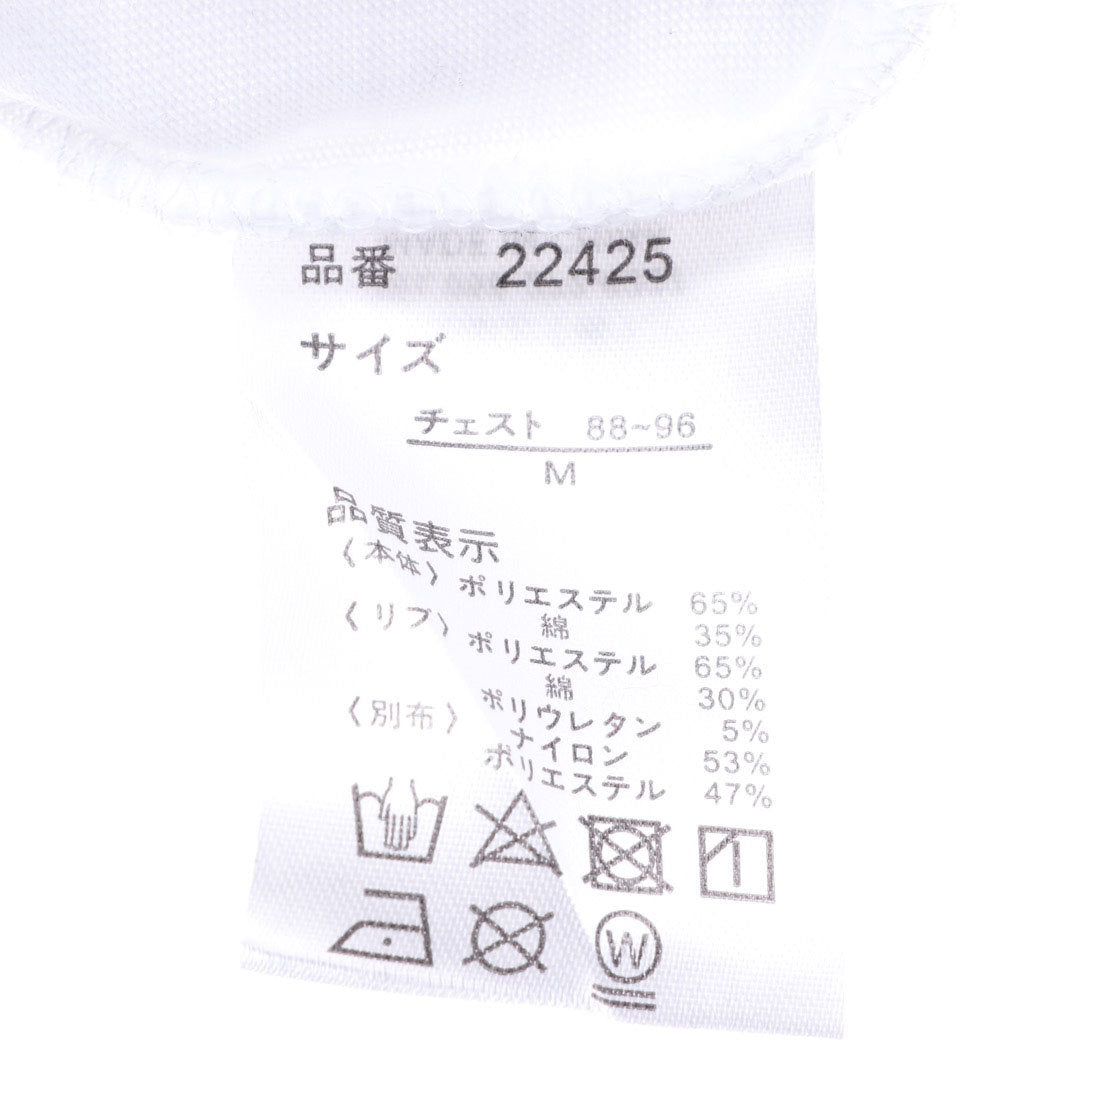 品番 22425
サイズ
チェスト 88~96
M
品質表示
〈本体〉 ポリエステル 65%
綿 35%
〈リブ〉 ポリエステル 65%
綿 30%
ポリウレタン 5%
〈別布〉 ナイロン 53%
ポリエステル 47%
W